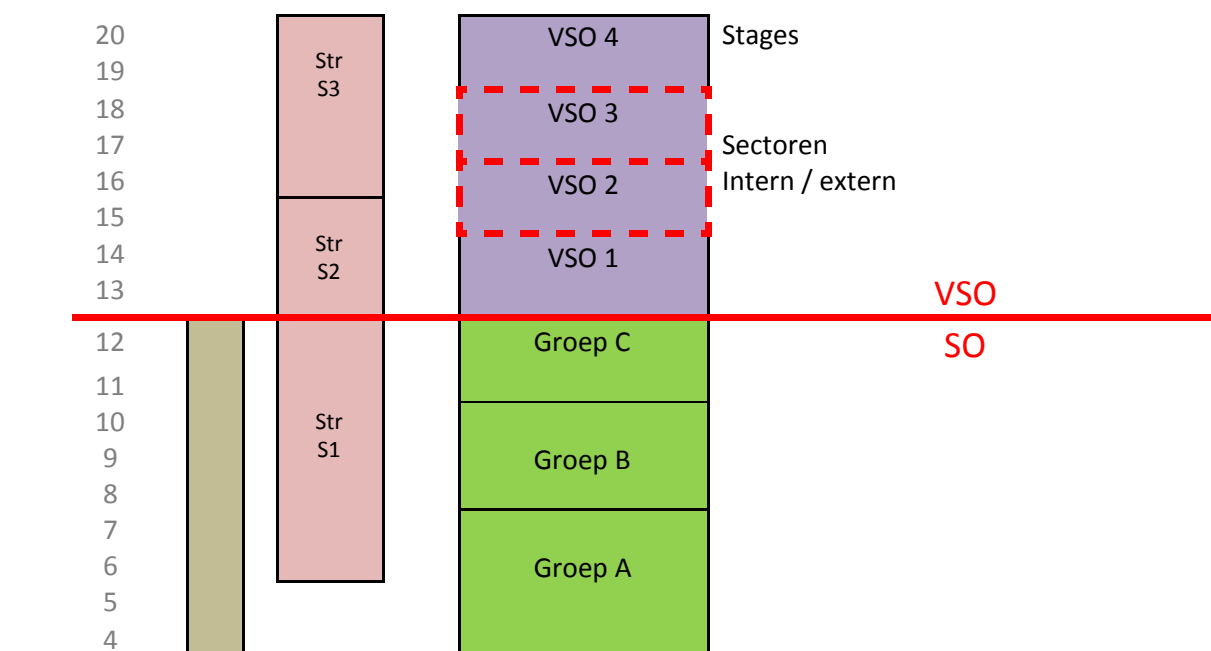 20
VSO 4
Stages
19
Str
S3
18
VSO 3
17
Sectoren
16
VSO 2
Intern / extern
15
14
Str
S2
VSO 1
13
VSO
12
Groep C
SO
11
10
Str
S1
9
Groep B
8
7
6
Groep A
5
4